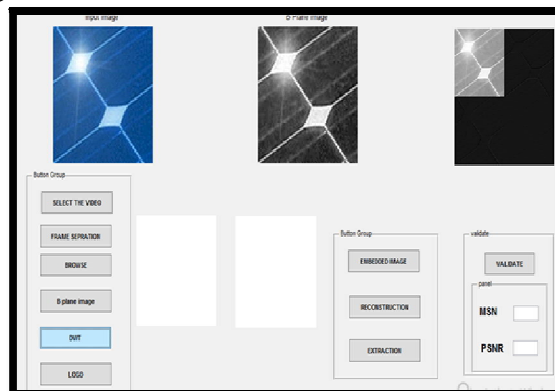 Input Image
B-Plane Image
Button Group
SELECT THE VIDEO
FRAME SEPRATION
BROWSE
B plane image
DWT
LOGO
Button Group
EMBEDDED IMAGE
RECONSTRUCTION
EXTRACTION
validate
VALIDATE
panel
MSN
PSNR